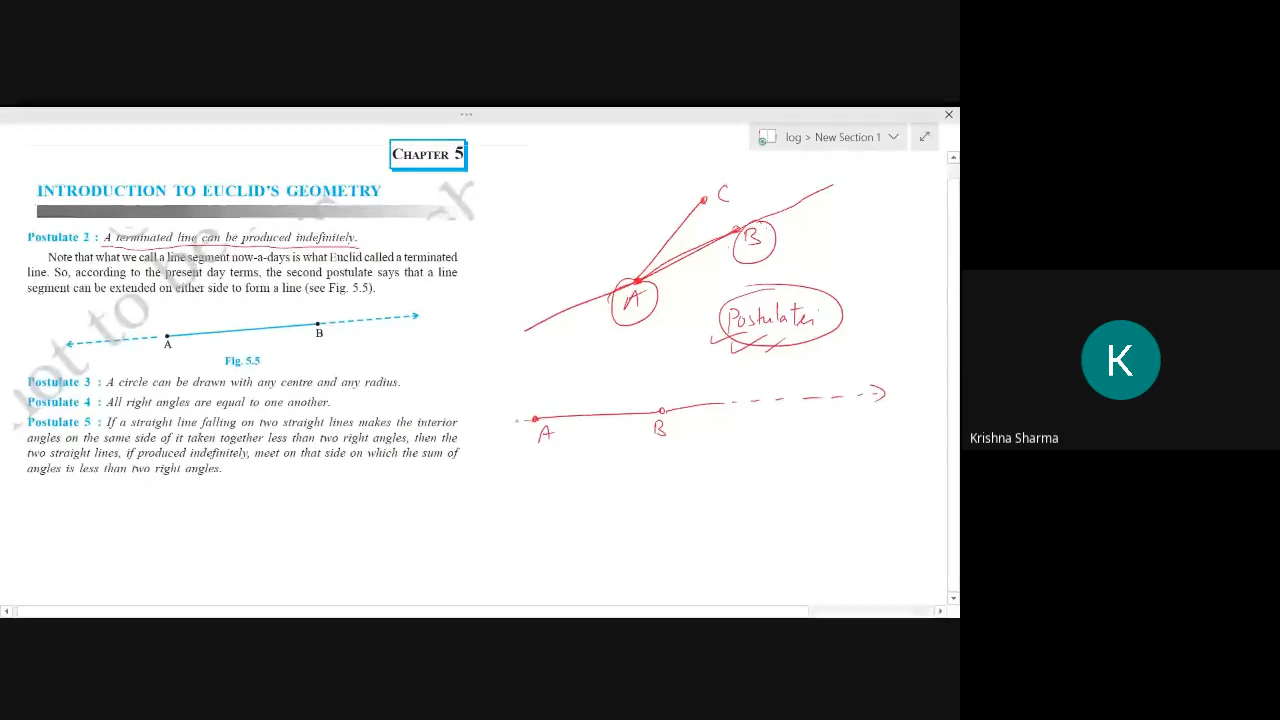 log > New Section 1
CHAPTER 5
INTRODUCTION TO EUCLID'S GEOMETRY
Postulate 2 : A terminated line can be produced indefinitely.
Note that what we call a line segment now-a-days is what Euclid called a terminated
line. So, according to the present day terms, the second postulate says that a line
segment can be extended on either side to form a line (see Fig. 5.5).
A
B
Fig. 5.5
Postulate 3 : A circle can be drawn with any centre and any radius.
Postulate 4 : All right angles are equal to one another.
Postulate 5 : If a straight line falling on two straight lines makes the interior
angles on the same side of it taken together less than two right angles, then the
two straight lines, if produced indefinitely, meet on that side on which the sum of
angles is less than two right angles.
not to be
C
B
A
Postulates
A
B
K
Krishna Sharma